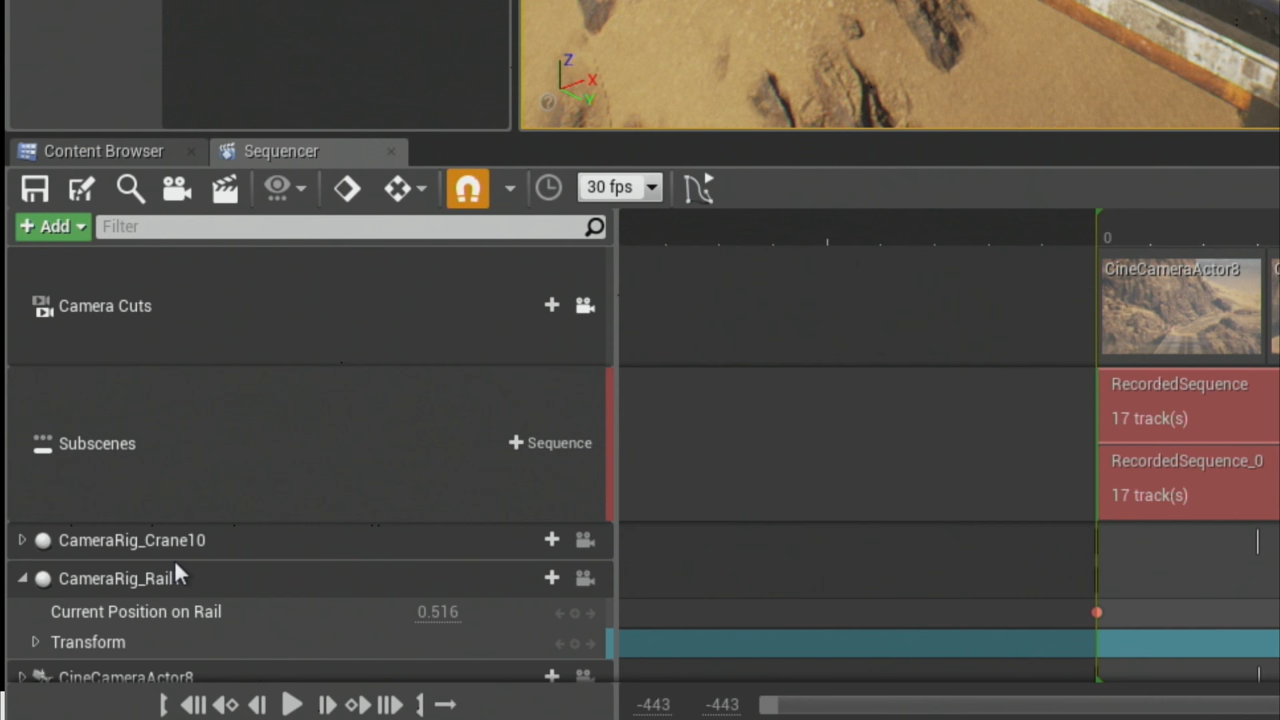 Z
X
Y
?
Content Browser
Sequencer
30 fps
Add
Filter
0
Camera Cuts
CineCameraActor8
RecordedSequence
17 track(s)
Subscenes
Sequence
RecordedSequence_0
17 track(s)
CameraRig_Crane10
CameraRig_Rail
Current Position on Rail
0.516
Transform
CineCameraActor8
-443
-443